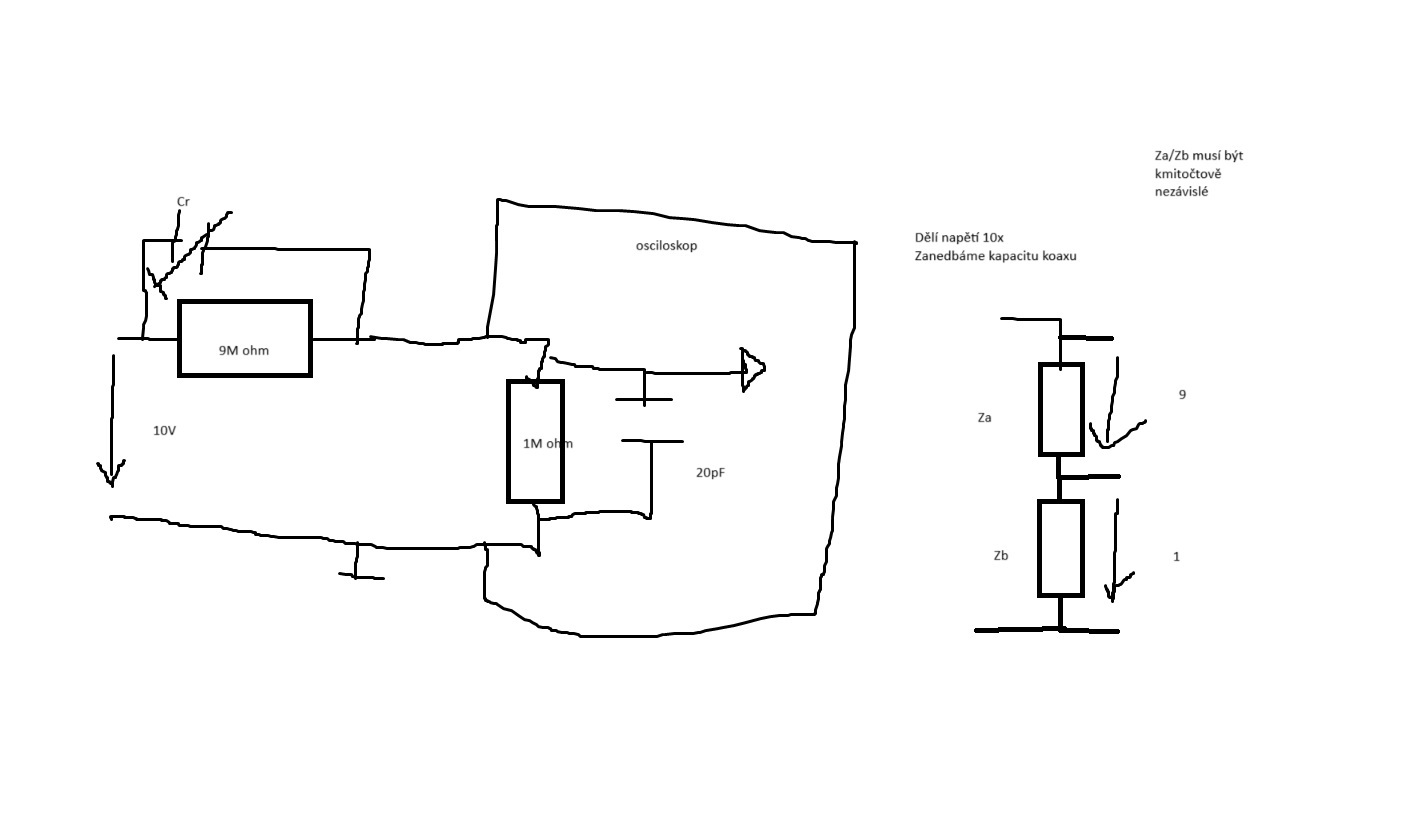 Cr
9M ohm
10V
osciloskop
1M ohm
20pF
Dělí napětí 10x
Zanedbáme kapacitu koaxu
Za/Zb musí být
kmitočtově
nezávislé
Za
9
Zb
1